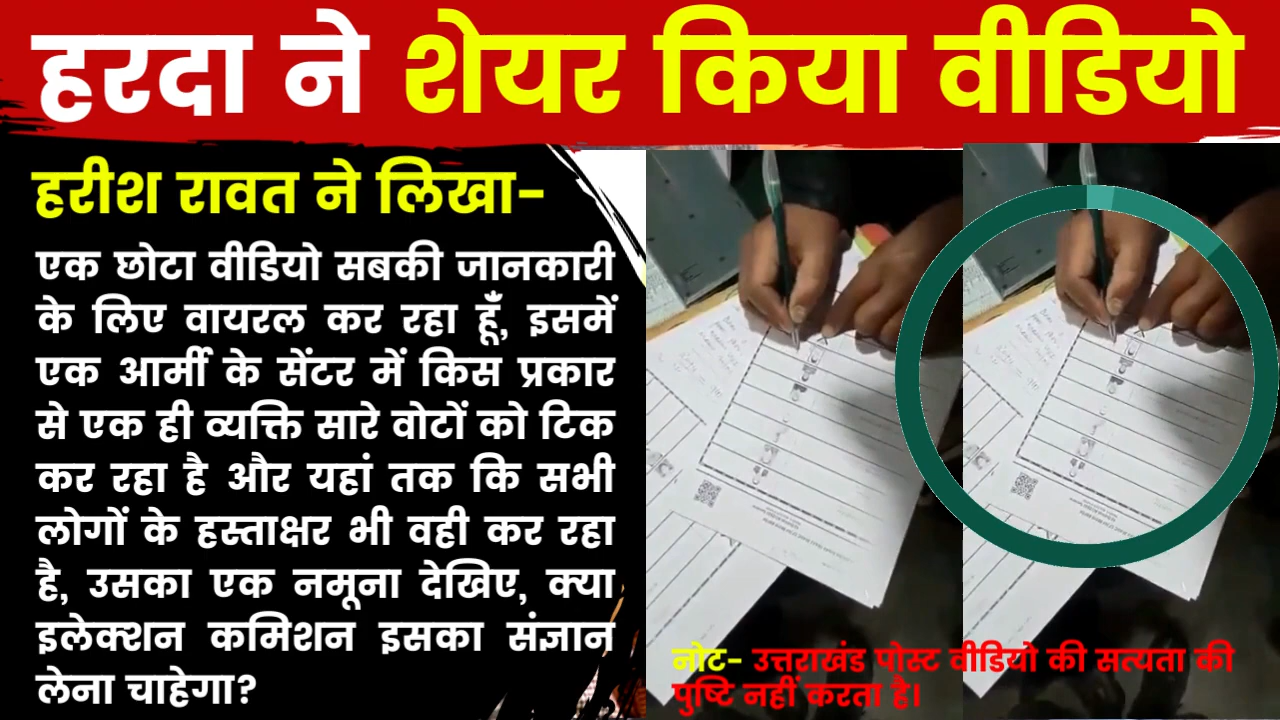 हरदा ने शेयर किया वीडियो
हरीश रावत ने लिखा-
एक छोटा वीडियो सबकी जानकारी
के लिए वायरल कर रहा हूँ, इसमें
एक आर्मी के सेंटर में किस प्रकार
से एक ही व्यक्ति सारे वोटों को टिक
कर रहा है और यहां तक कि सभी
लोगों के हस्ताक्षर भी वही कर रहा
है, उसका एक नमूना देखिए, क्या
इलेक्शन कमिशन इसका संज्ञान
लेना चाहेगा?
नोट- उत्तराखंड पोस्ट वीडियो की सत्यता की
पुष्टि नहीं करता है।